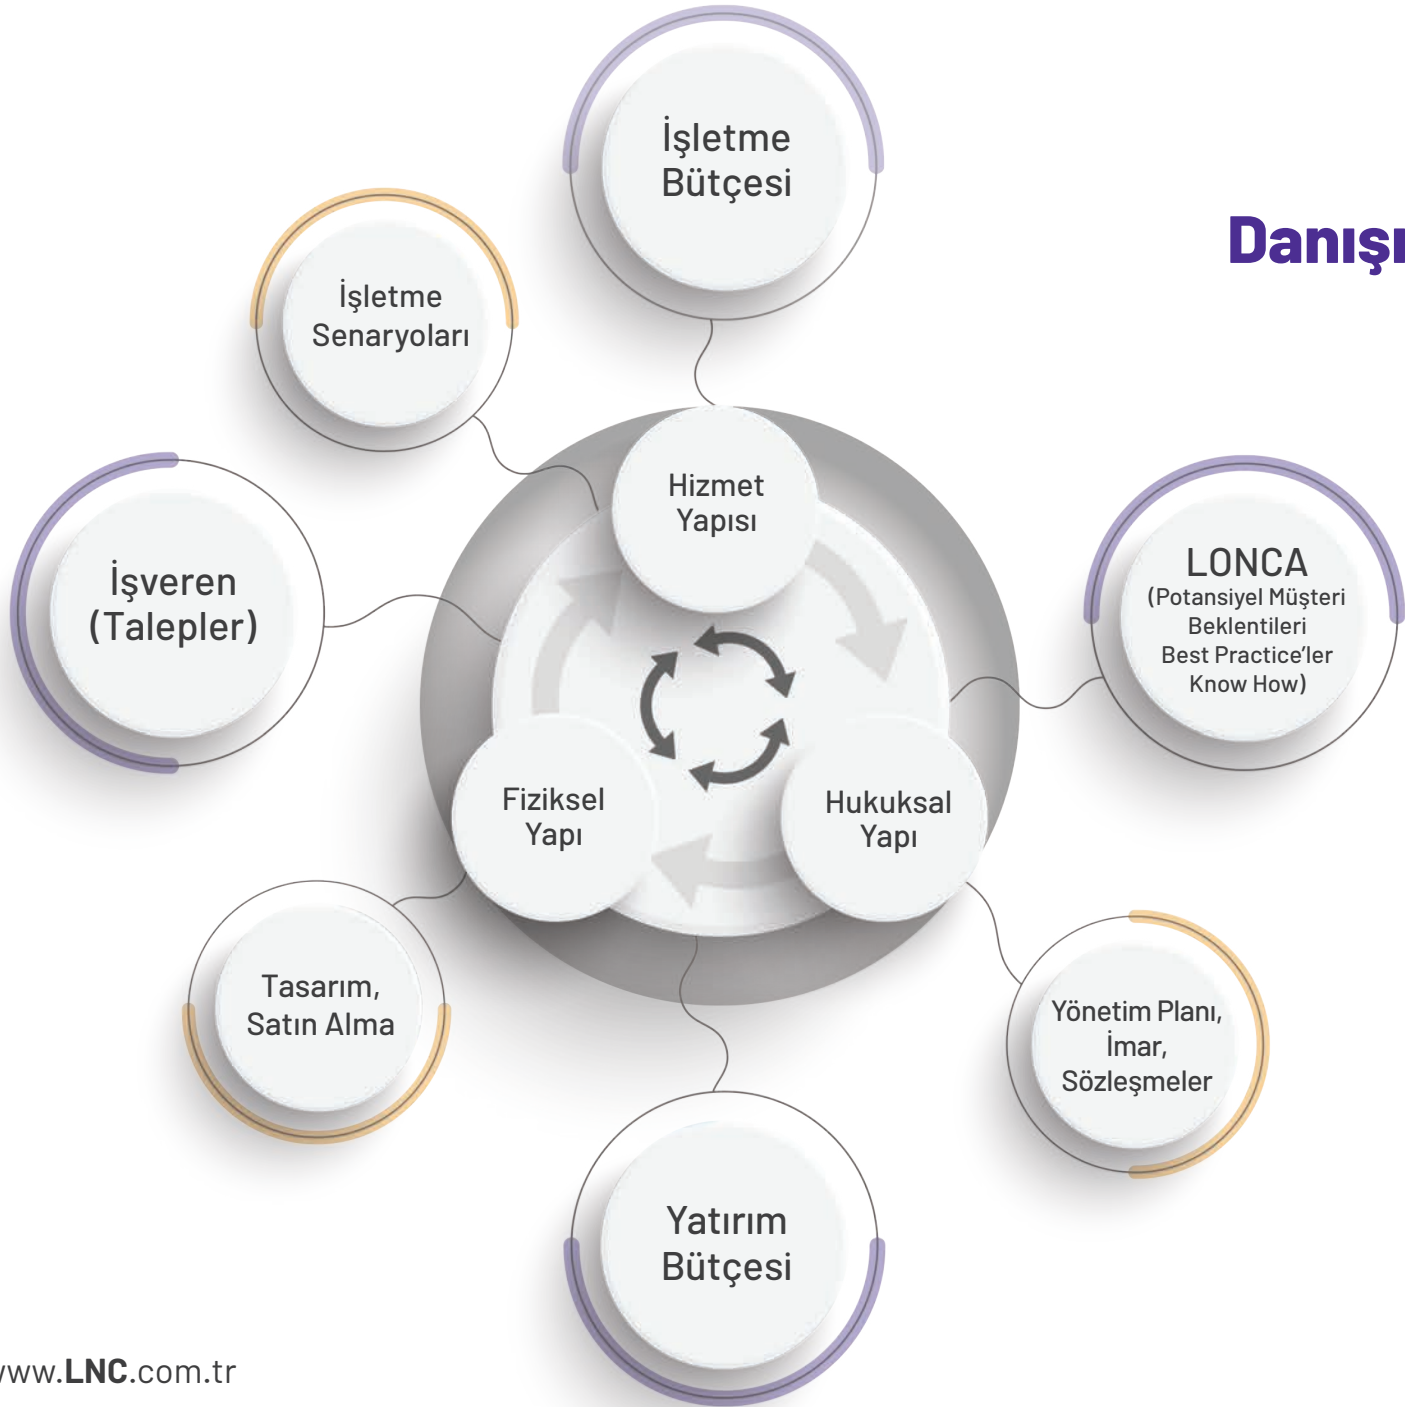 İşletme
Bütçesi
Danışı
İşletme
Senaryoları
Hizmet
Yapısı
İşveren
(Talepler)
LONCA
(Potansiyel Müşteri
Beklentileri
Best Practice’ler
Know How)
Fiziksel
Yapı
Hukuksal
Yapı
Tasarım,
Satın Alma
Yönetim Planı,
İmar,
Sözleşmeler
Yatırım
Bütçesi
www.LNC.com.tr